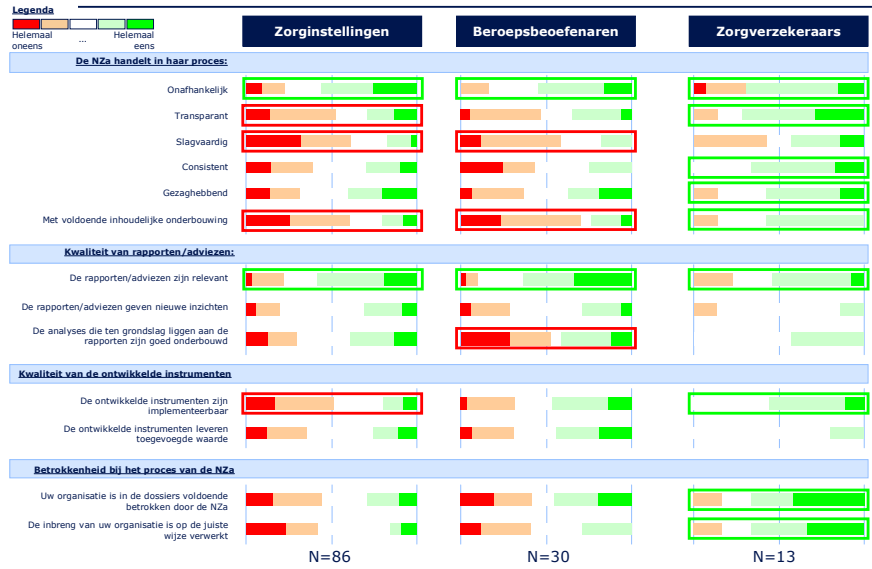 Legenda
Helemaal oneens
...
Helemaal eens
Zorginstellingen
Beroepsbeoefenaren
Zorgverzekeraars
De NZa handelt in haar proces:
Onafhankelijk
Transparant
Slagvaardig
Consistent
Gezaghebbend
Met voldoende inhoudelijke onderbouwing
Kwaliteit van rapporten/adviezen:
De rapporten/adviezen zijn relevant
De rapporten/adviezen geven nieuwe inzichten
De analyses die ten grondslag liggen aan de
rapporten zijn goed onderbouwd
Kwaliteit van de ontwikkelde instrumenten
De ontwikkelde instrumenten zijn
implementeerbaar
De ontwikkelde instrumenten leveren
toegevoegde waarde
Betrokkenheid bij het proces van de NZa
Uw organisatie is in de dossiers voldoende
betrokken door de NZa
De inbreng van uw organisatie is op de juiste
wijze verwerkt
N=86
N=30
N=13